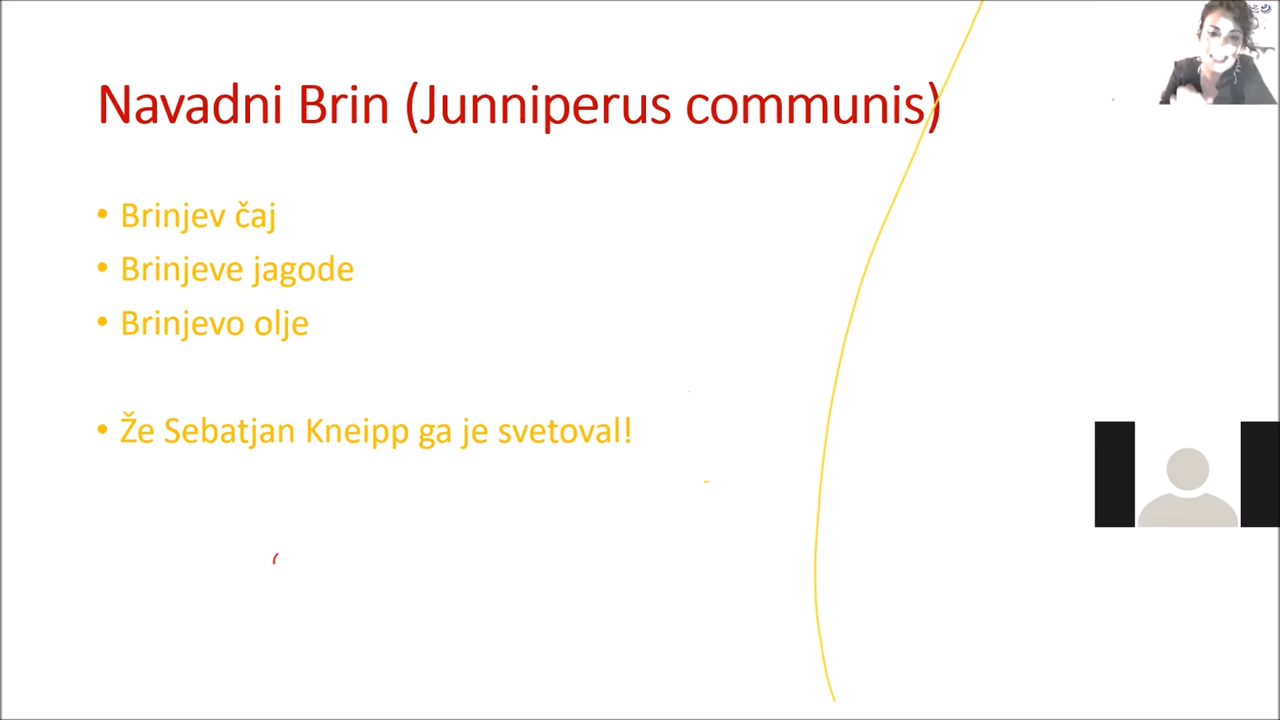 Navadni Brin (Junniperus communis)
• Brinjev čaj
• Brinjeve jagode
• Brinjevo olje
• Že Sebatjan Kneipp ga je svetoval!